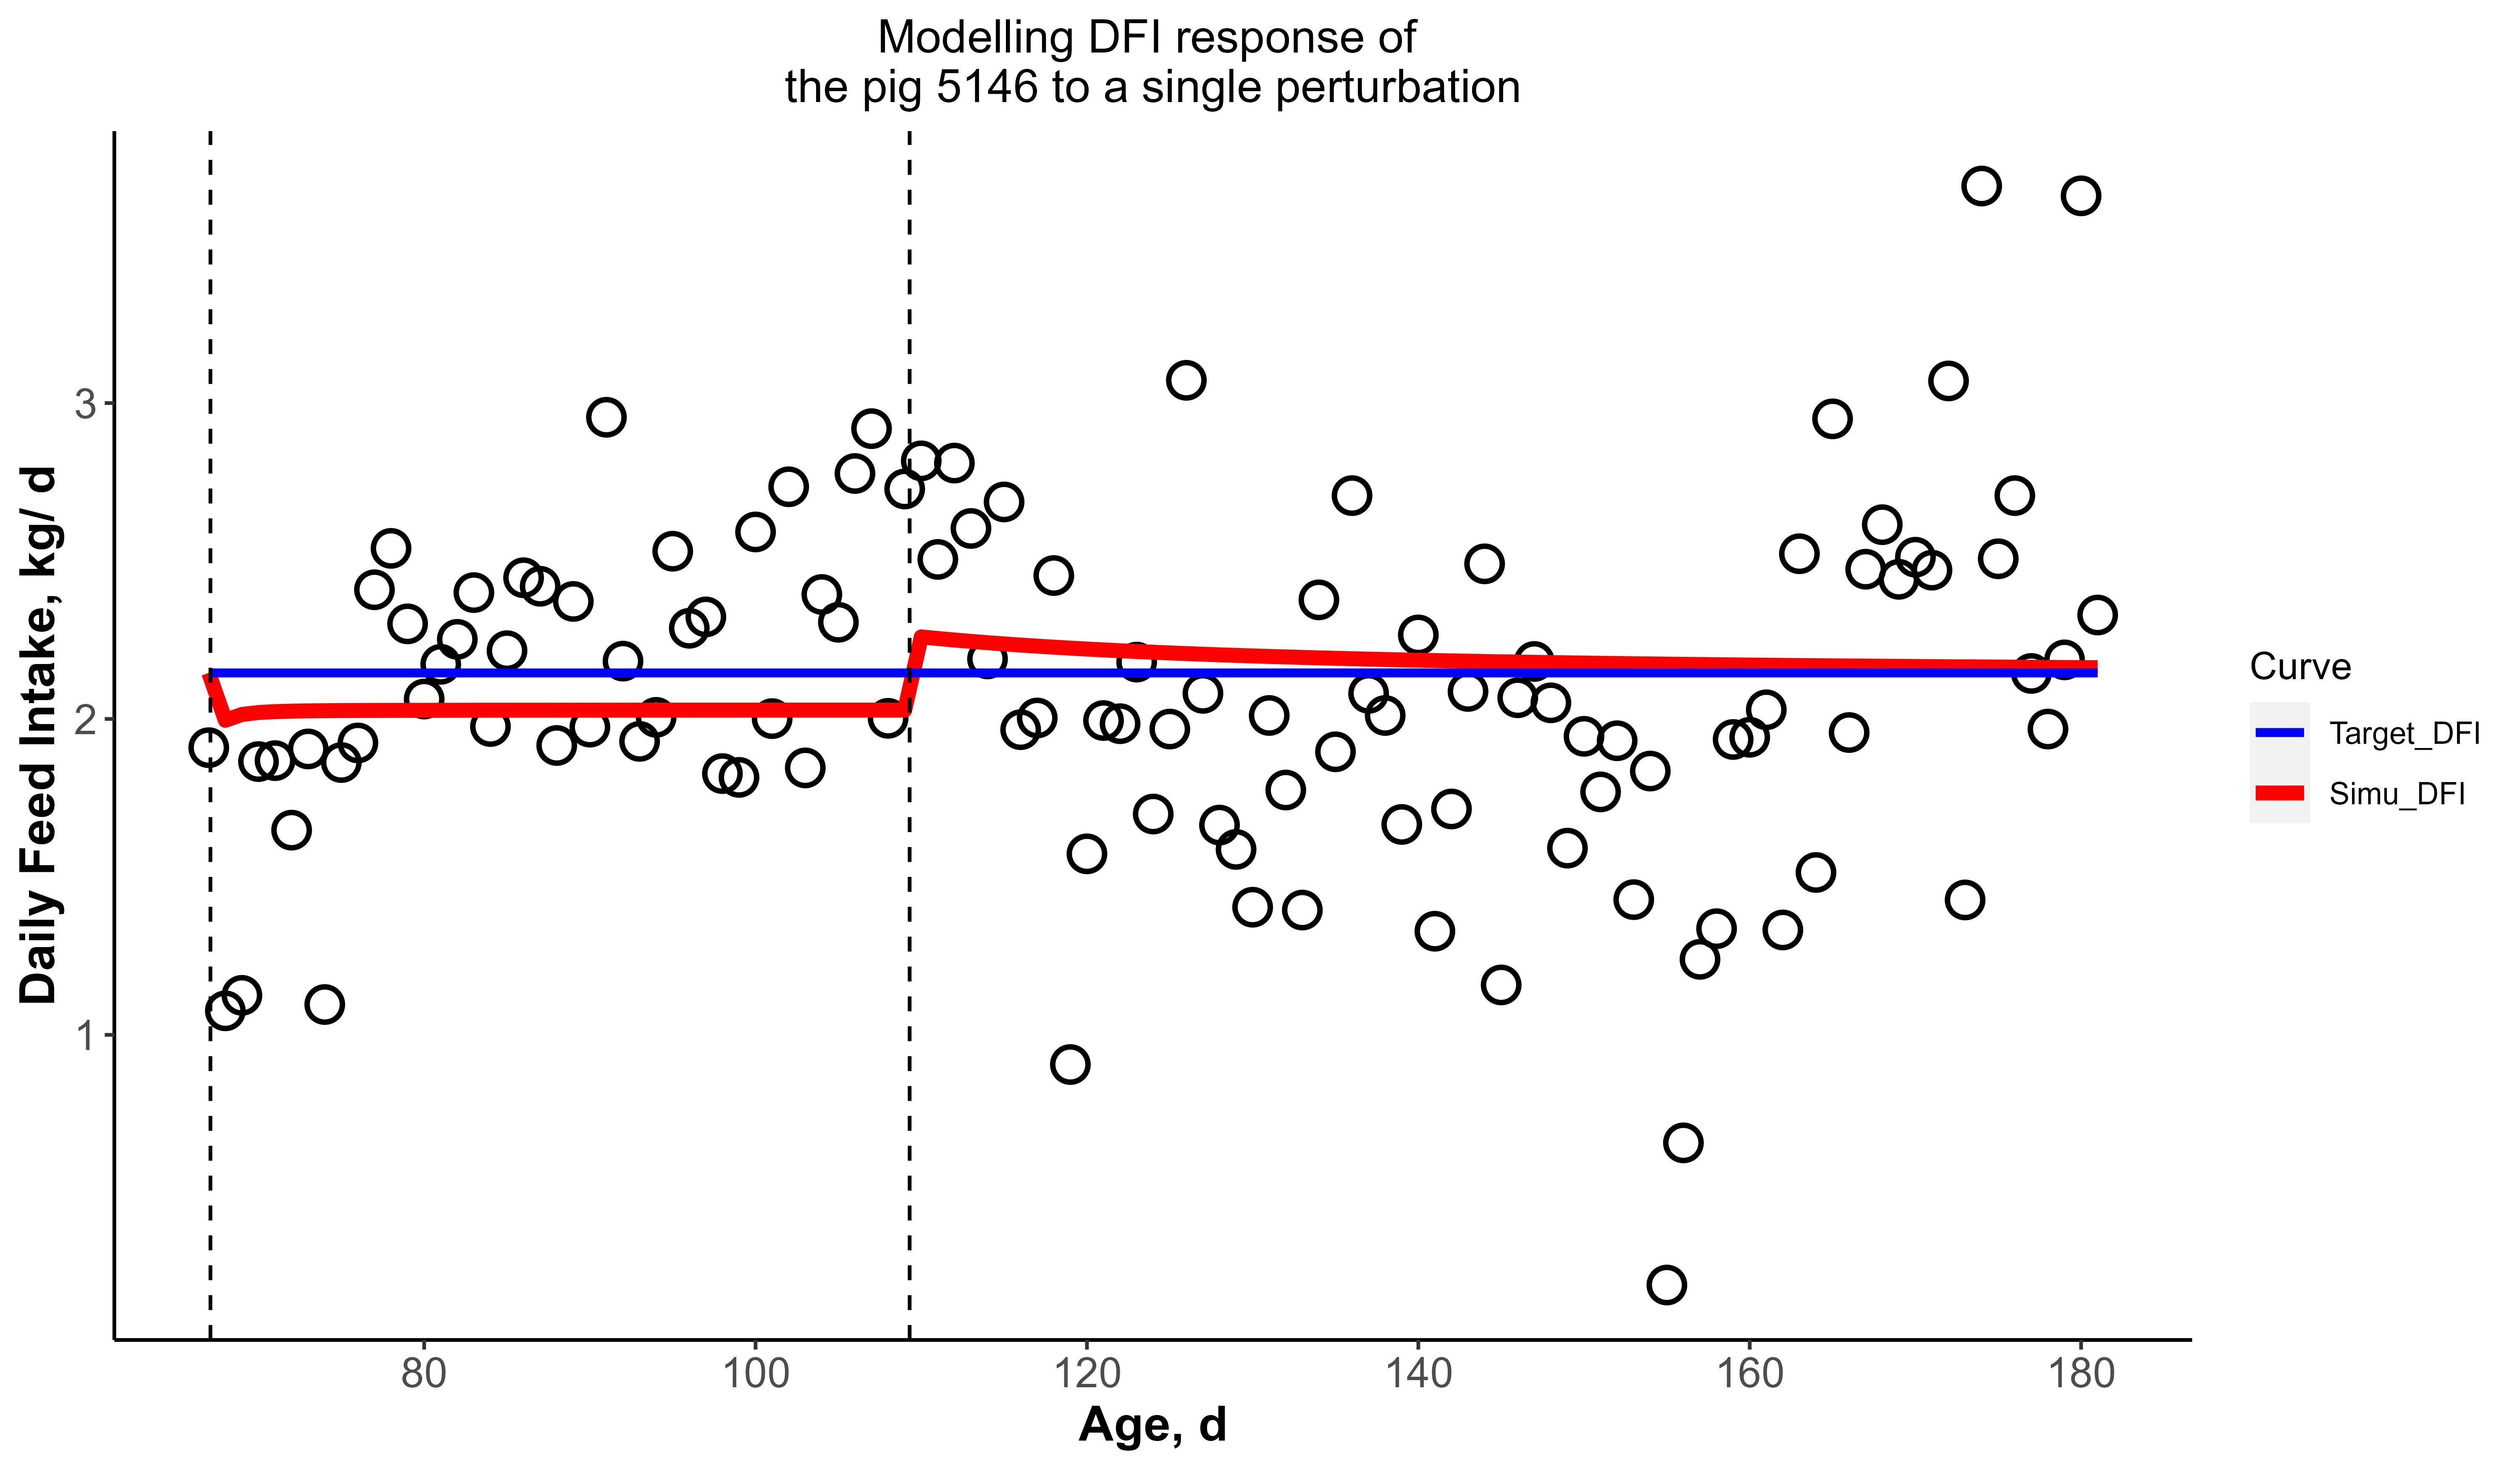 Modelling DFI response of
the pig 5146 to a single perturbation
Daily Feed Intake, kg/ d
3
2
1
80
100
120
140
160
180
Age, d
Curve
Target_DFI
Simu_DFI